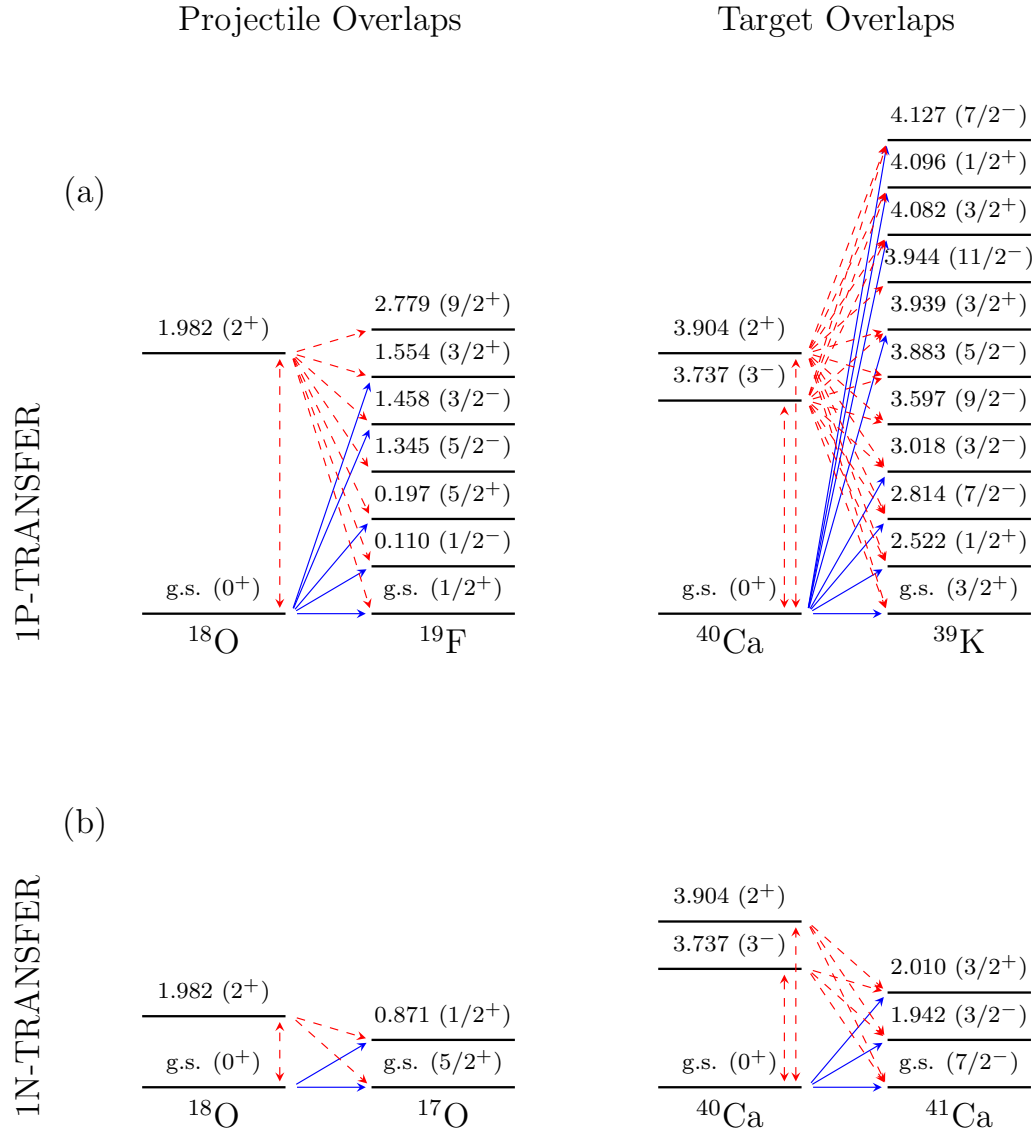 Projectile Overlaps
Target Overlaps
(a)
1P-TRANSFER
1.982 (2⁺)
g.s. (0⁺)
¹⁸O
2.779 (9/2⁺)
1.554 (3/2⁺)
1.458 (3/2⁻)
1.345 (5/2⁻)
0.197 (5/2⁺)
0.110 (1/2⁻)
g.s. (1/2⁺)
¹⁹F
3.904 (2⁺)
3.737 (3⁻)
g.s. (0⁺)
⁴⁰Ca
4.127 (7/2⁻)
4.096 (1/2⁺)
4.082 (3/2⁺)
3.944 (11/2⁻)
3.939 (3/2⁺)
3.883 (5/2⁻)
3.597 (9/2⁻)
3.018 (3/2⁻)
2.814 (7/2⁻)
2.522 (1/2⁺)
g.s. (3/2⁺)
³⁹K
(b)
1N-TRANSFER
1.982 (2⁺)
g.s. (0⁺)
¹⁸O
0.871 (1/2⁺)
g.s. (5/2⁺)
¹⁷O
3.904 (2⁺)
3.737 (3⁻)
g.s. (0⁺)
⁴⁰Ca
2.010 (3/2⁺)
1.942 (3/2⁻)
g.s. (7/2⁻)
⁴¹Ca